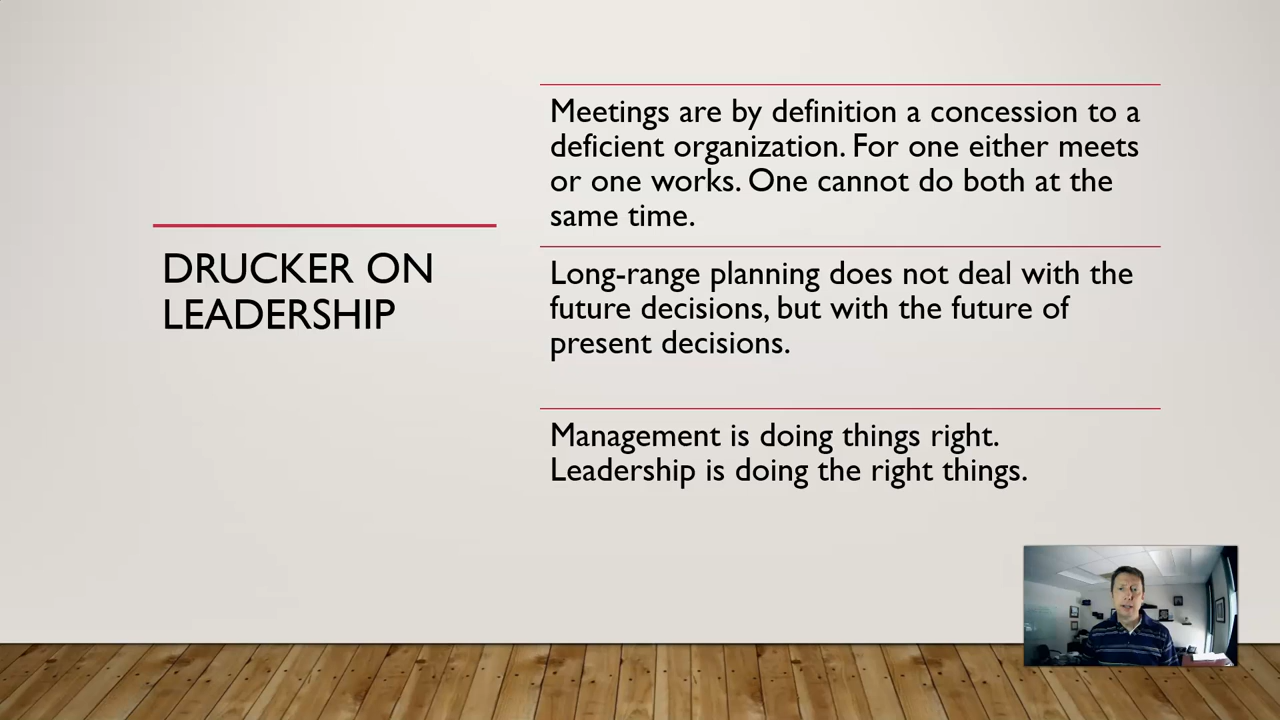 DRUCKER ON
LEADERSHIP
Meetings are by definition a concession to a
deficient organization. For one either meets
or one works. One cannot do both at the
same time.
Long-range planning does not deal with the
future decisions, but with the future of
present decisions.
Management is doing things right.
Leadership is doing the right things.